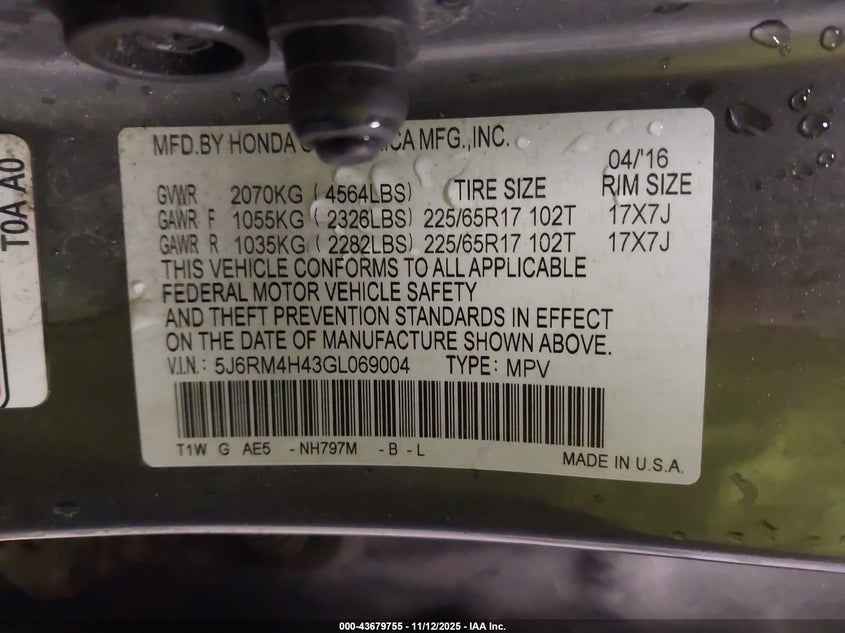 MFD.BY HONDA ICA MFG.,INC.
04/'16
GVWR 2070KG ( 4564LBS) TIRE SIZE RIM SIZE
GAWR F 1055KG ( 2326LBS) 225/65R17 102T 17X7J
GAWR R 1035KG ( 2282LBS) 225/65R17 102T 17X7J
THIS VEHICLE CONFORMS TO ALL APPLICABLE
FEDERAL MOTOR VEHICLE SAFETY
AND THEFT PREVENTION STANDARDS IN EFFECT
ON THE DATE OF MANUFACTURE SHOWN ABOVE.
V.I.N.: 5J6RM4H43GL069004 TYPE: MPV
T1W G AE5 -NH797M -B -L
MADE IN U.S.A.
T0A A0
000-43679755 - 11/12/2025 - IAA Inc.